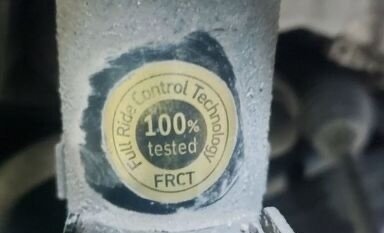 Full Ride Control Technology
100%
tested
FRCT